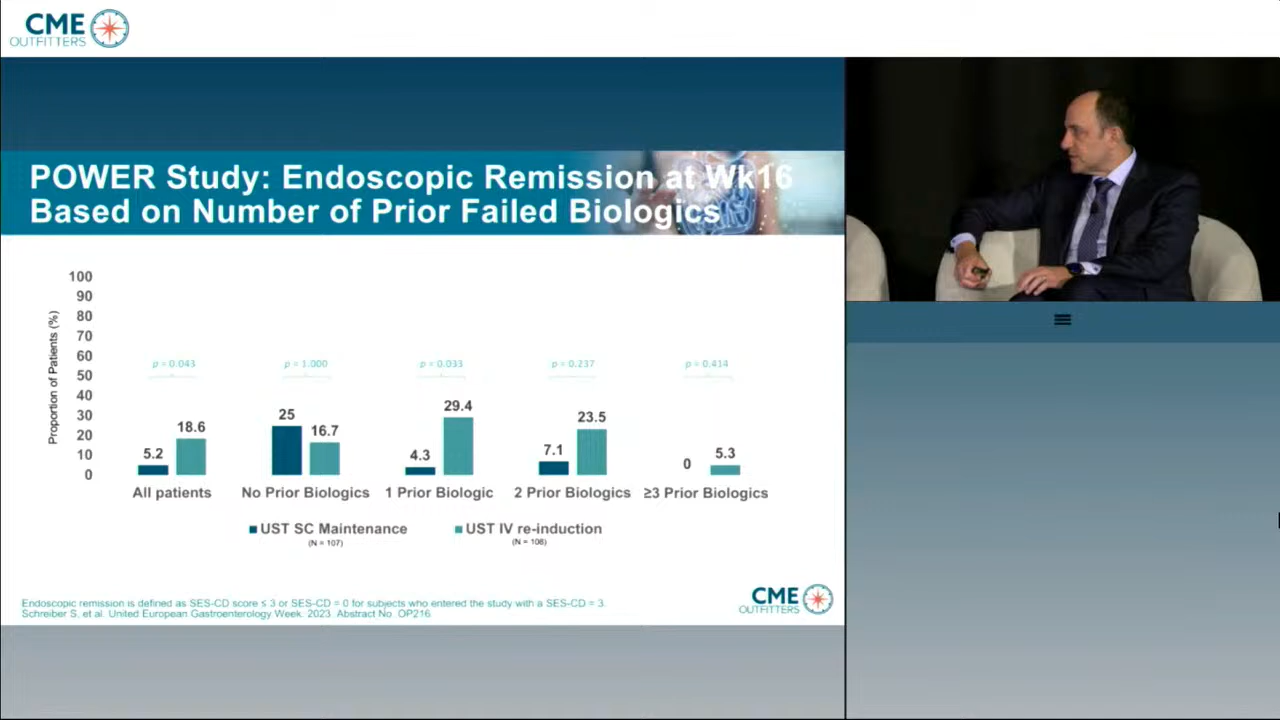 CME
OUTFITTERS
POWER Study: Endoscopic Remission at Wk16
Based on Number of Prior Failed Biologics
Proportion of Patients (%)
100
90
80
70
60
50
40
30
20
10
0
p = 0.043
p = 1.000
p = 0.033
p = 0.237
p = 0.414
5.2
18.6
25
16.7
4.3
29.4
7.1
23.5
0
5.3
All patients
No Prior Biologics
1 Prior Biologic
2 Prior Biologics
≥3 Prior Biologics
UST SC Maintenance
(N = 107)
UST IV re-induction
(N = 108)
Endoscopic remission is defined as SES-CD score ≤ 3 or SES-CD = 0 for subjects who entered the study with a SES-CD = 3.
Schreiber S, et al. United European Gastroenterology Week. 2023. Abstract No. OP216.
CME
OUTFITTERS